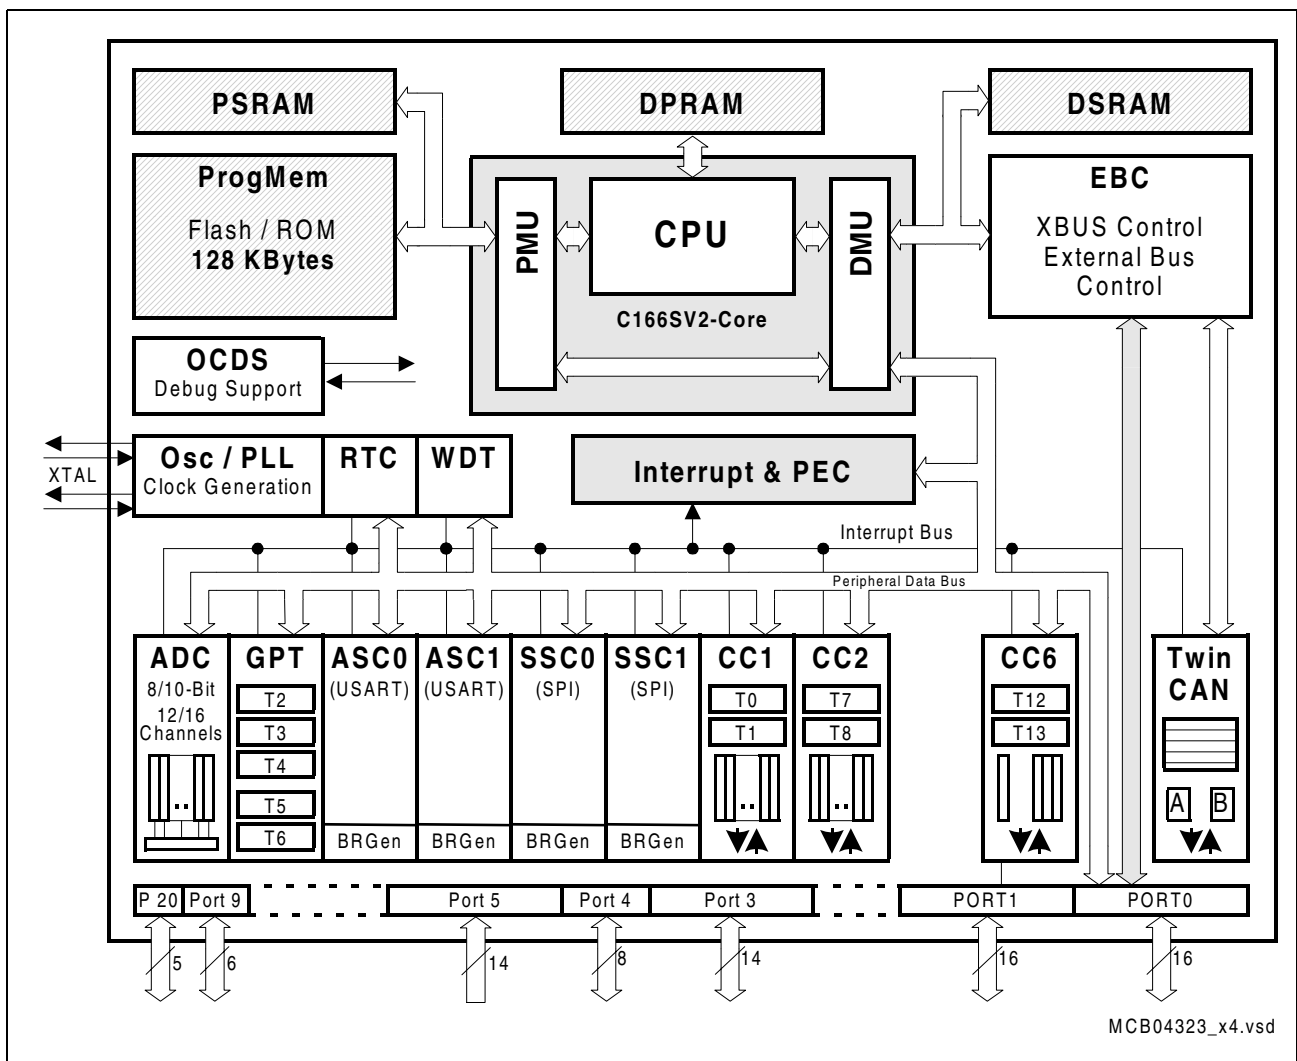 PSRAM
DPRAM
DSRAM
ProgMem
Flash / ROM
128 KBytes
PMU
CPU
DMU
C166SV2-Core
EBC
XBUS Control
External Bus
Control
OCDS
Debug Support
XTAL
Osc / PLL
Clock Generation
RTC
WDT
Interrupt & PEC
Interrupt Bus
Peripheral Data Bus
ADC
8/10-Bit
12/16
Channels
GPT
T2
T3
T4
T5
T6
ASC0
(USART)
BRGen
ASC1
(USART)
BRGen
SSC0
(SPI)
BRGen
SSC1
(SPI)
BRGen
CC1
T0
T1
CC2
T7
T8
CC6
T12
T13
Twin
CAN
A
B
P 20
Port 9
Port 5
Port 4
Port 3
PORT1
PORT0
5
6
14
8
14
16
16
MCB04323_x4.vsd